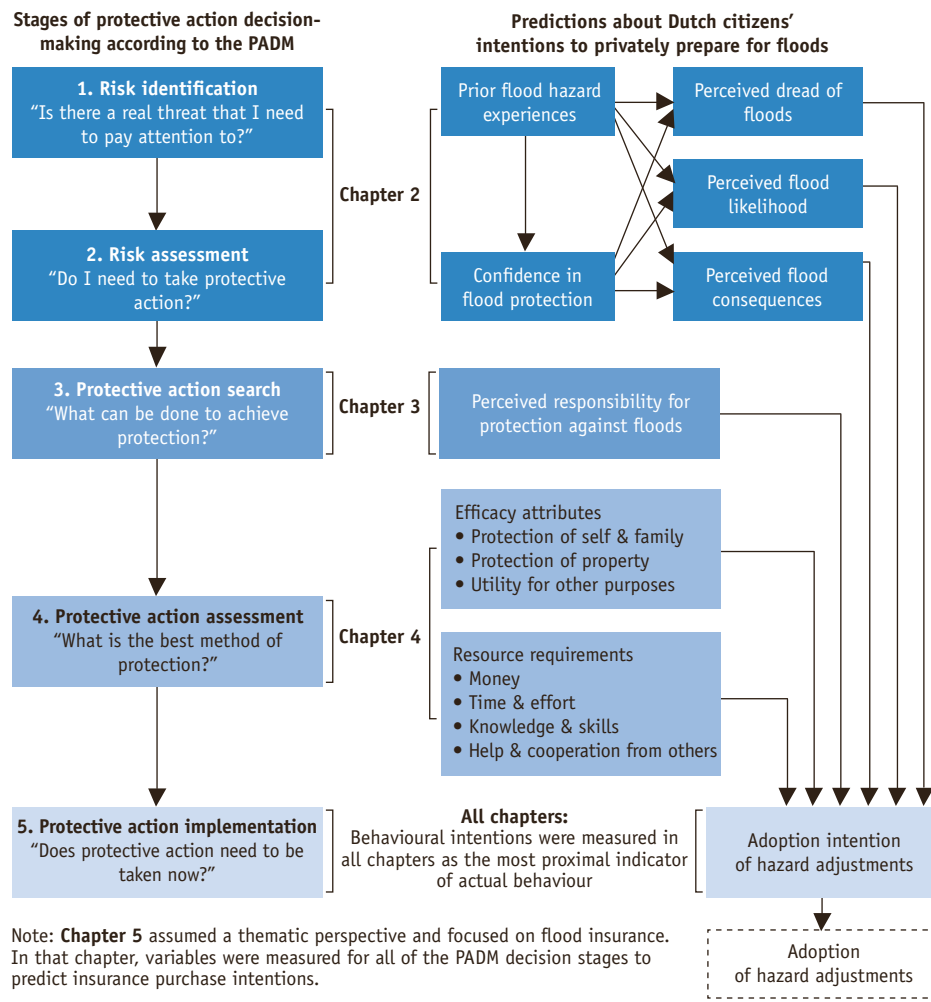 Stages of protective action decision-
making according to the PADM
Predictions about Dutch citizens’
intentions to privately prepare for floods
1. Risk identification
“Is there a real threat that I need
to pay attention to?”
2. Risk assessment
“Do I need to take protective
action?”
Chapter 2
Prior flood hazard
experiences
Confidence in
flood protection
Perceived dread of
floods
Perceived flood
likelihood
Perceived flood
consequences
3. Protective action search
“What can be done to achieve
protection?”
Chapter 3
Perceived responsibility for
protection against floods
4. Protective action assessment
“What is the best method of
protection?”
Chapter 4
Efficacy attributes
• Protection of self & family
• Protection of property
• Utility for other purposes
Resource requirements
• Money
• Time & effort
• Knowledge & skills
• Help & cooperation from others
5. Protective action implementation
“Does protective action need to be
taken now?”
All chapters:
Behavioural intentions were measured in
all chapters as the most proximal indicator
of actual behaviour
Adoption intention
of hazard adjustments
Adoption
of hazard adjustments
Note: Chapter 5 assumed a thematic perspective and focused on flood insurance.
In that chapter, variables were measured for all of the PADM decision stages to
predict insurance purchase intentions.